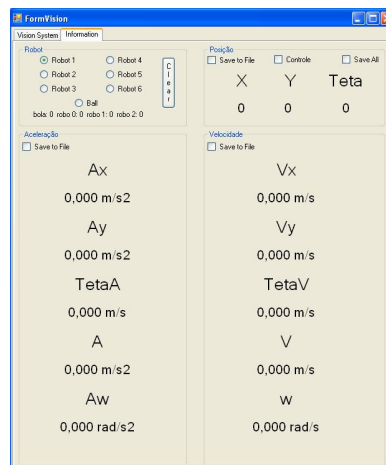 FormVision
Vision System Information
Robot
Robot 1 Robot 4
Robot 2 Robot 5
Robot 3 Robot 6
Ball
Clear
bola: 0 robo 0: 0 robo 1: 0 robo 2: 0
Posição
Save to File Controle Save All
X Y Teta
0 0 0
Aceleração
Save to File
Ax
0,000 m/s2
Ay
0,000 m/s2
TetaA
0,000 m/s
A
0,000 m/s2
Aw
0,000 rad/s2
Velocidade
Save to File
Vx
0,000 m/s
Vy
0,000 m/s
TetaV
0,000 m/s
V
0,000 m/s
w
0,000 rad/s